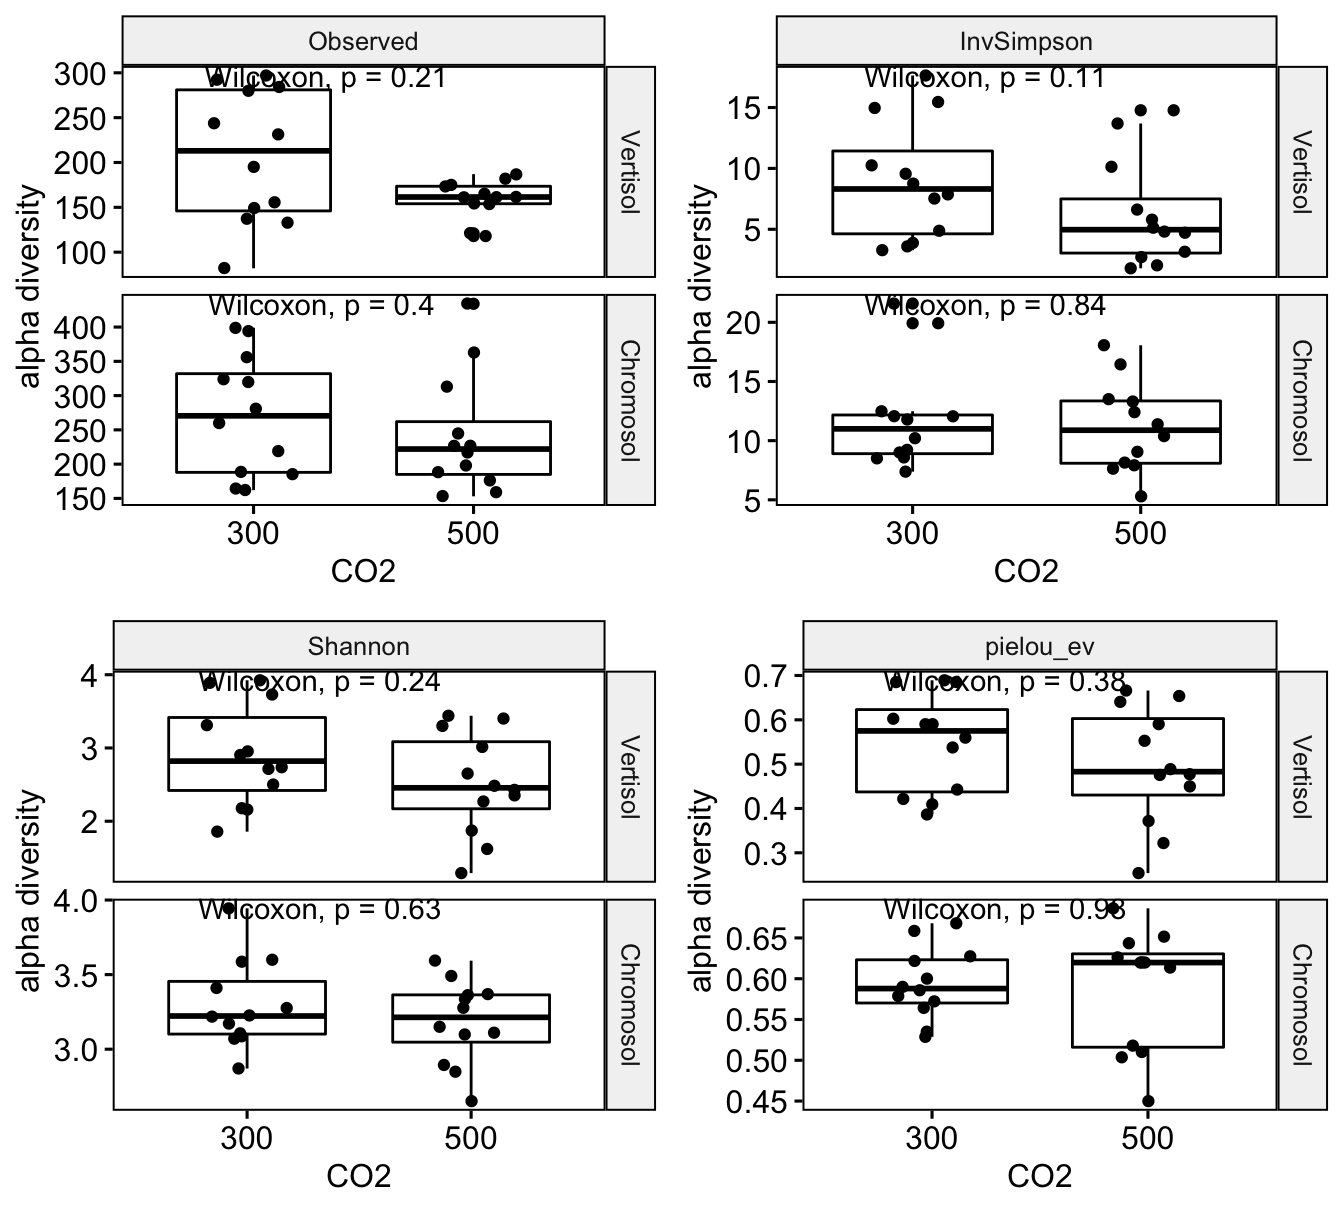 Observed
Wilcoxon, p = 0.21
300
250
200
150
100
Vertisol
alpha diversity
Wilcoxon, p = 0.4
400
350
300
250
200
150
Chromosol
300 500
CO2
InvSimpson
Wilcoxon, p = 0.11
15
10
5
Vertisol
alpha diversity
Wilcoxon, p = 0.84
20
15
10
5
Chromosol
300 500
CO2
Shannon
Wilcoxon, p = 0.24
4
3
2
Vertisol
alpha diversity
Wilcoxon, p = 0.63
4.0
3.5
3.0
Chromosol
300 500
CO2
pielou_ev
Wilcoxon, p = 0.38
0.7
0.6
0.5
0.4
0.3
Vertisol
alpha diversity
Wilcoxon, p = 0.93
0.65
0.60
0.55
0.50
0.45
Chromosol
300 500
CO2